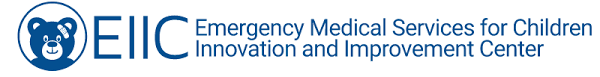 EIIC
Emergency Medical Services for Children
Innovation and Improvement Center